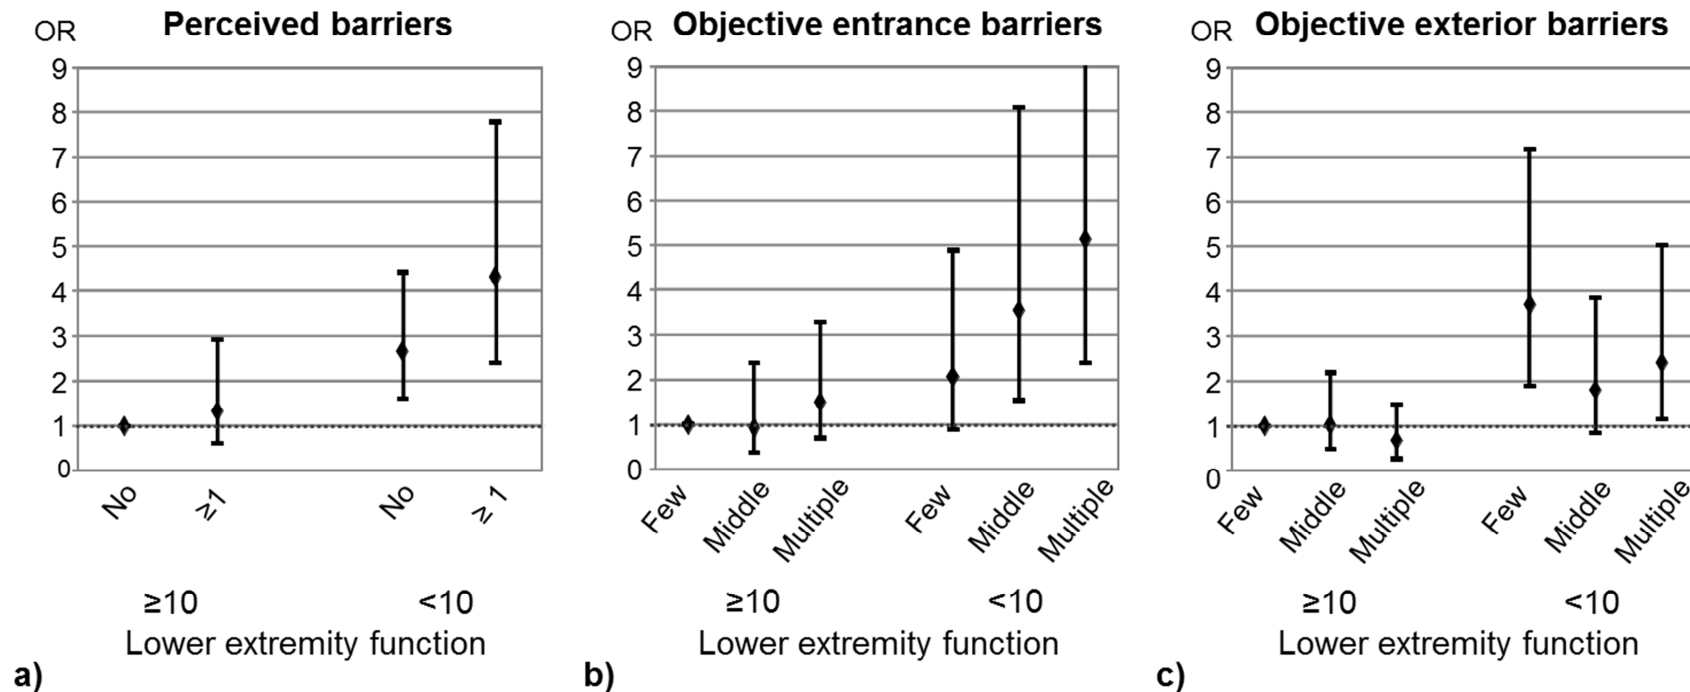 OR Perceived barriers
9
8
7
6
5
4
3
2
1
0
No ≥1 No ≥1
≥10 <10
Lower extremity function
a)
OR Objective entrance barriers
9
8
7
6
5
4
3
2
1
0
Few Middle Multiple Few Middle Multiple
≥10 <10
Lower extremity function
b)
OR Objective exterior barriers
9
8
7
6
5
4
3
2
1
0
Few Middle Multiple Few Middle Multiple
≥10 <10
Lower extremity function
c)